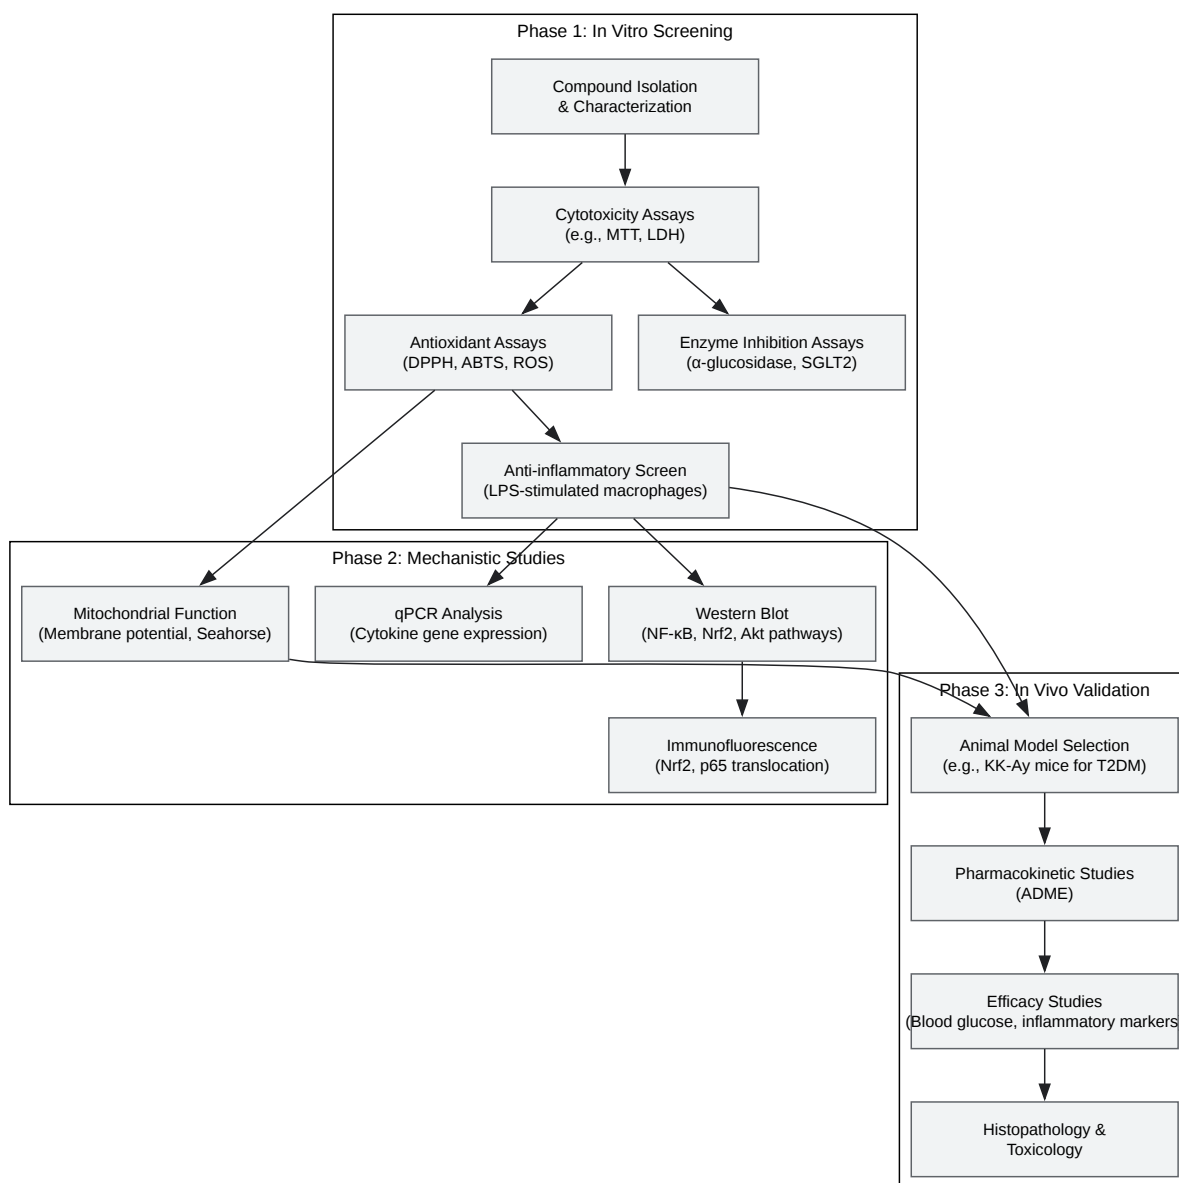 Phase 1: In Vitro Screening
Compound Isolation
& Characterization
Cytotoxicity Assays
(e.g., MTT, LDH)
Antioxidant Assays
(DPPH, ABTS, ROS)
Enzyme Inhibition Assays
(α-glucosidase, SGLT2)
Anti-inflammatory Screen
(LPS-stimulated macrophages)
Phase 2: Mechanistic Studies
Mitochondrial Function
(Membrane potential, Seahorse)
qPCR Analysis
(Cytokine gene expression)
Western Blot
(NF-κB, Nrf2, Akt pathways)
Immunofluorescence
(Nrf2, p65 translocation)
Phase 3: In Vivo Validation
Animal Model Selection
(e.g., KK-Ay mice for T2DM)
Pharmacokinetic Studies
(ADME)
Efficacy Studies
(Blood glucose, inflammatory markers
Histopathology &
Toxicology